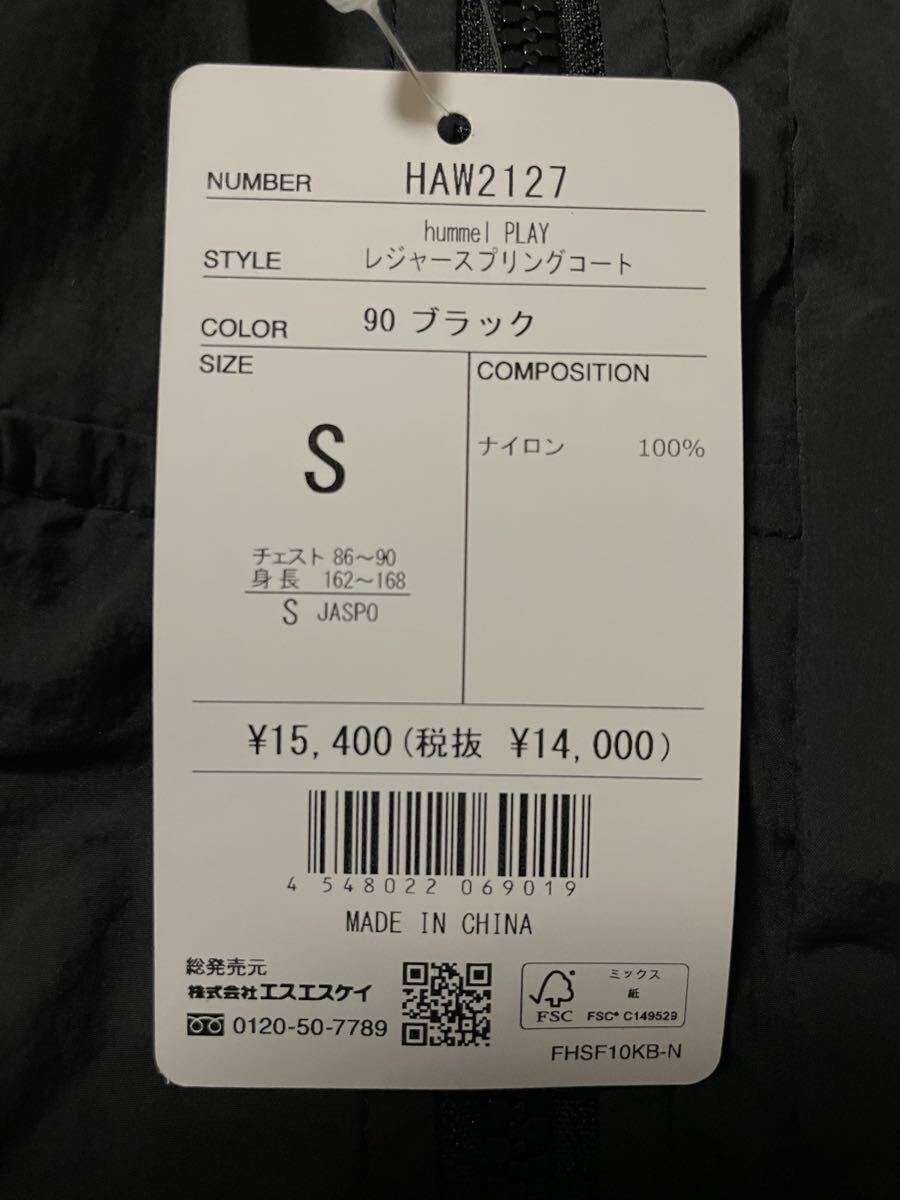 NUMBER HAW2127
hummel PLAY
STYLE レジャースプリングコート
COLOR 90 ブラック
SIZE
S
チェスト 86～90
身長 162～168
S JASPO
COMPOSITION
ナイロン 100%
¥15,400(税抜 ¥14,000)
4 548022 069019
MADE IN CHINA
総発売元
株式会社エスエスケイ
0120-50-7789
ミックス
紙
FSC FSC® C149529
FHSF10KB-N